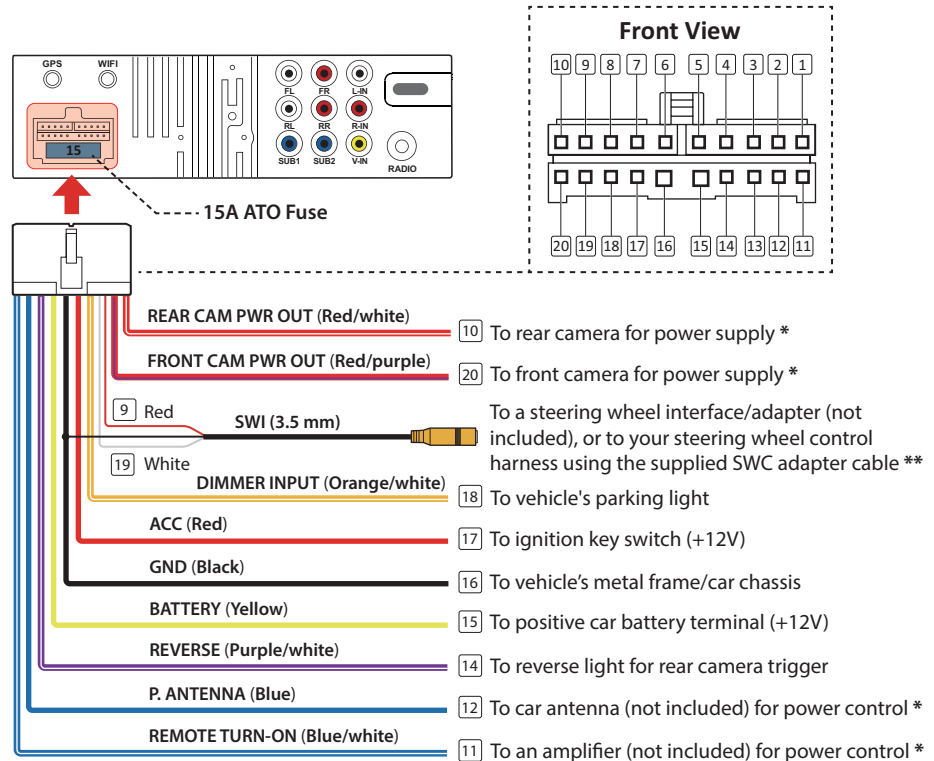 Front View
10 9 8 7 6 5 4 3 2 1
20 19 18 17 16 15 14 13 12 11
GPS WIFI
FL FR L-IN
RL RR R-IN
SUB1 SUB2 V-IN
RADIO
15
15A ATO Fuse
REAR CAM PWR OUT (Red/white)
10 To rear camera for power supply *
FRONT CAM PWR OUT (Red/purple)
20 To front camera for power supply *
9 Red
SWI (3.5 mm)
19 White
To a steering wheel interface/adapter (not
included), or to your steering wheel control
harness using the supplied SWC adapter cable **
DIMMER INPUT (Orange/white)
18 To vehicle's parking light
ACC (Red)
17 To ignition key switch (+12V)
GND (Black)
16 To vehicle’s metal frame/car chassis
BATTERY (Yellow)
15 To positive car battery terminal (+12V)
REVERSE (Purple/white)
14 To reverse light for rear camera trigger
P. ANTENNA (Blue)
12 To car antenna (not included) for power control *
REMOTE TURN-ON (Blue/white)
11 To an amplifier (not included) for power control *